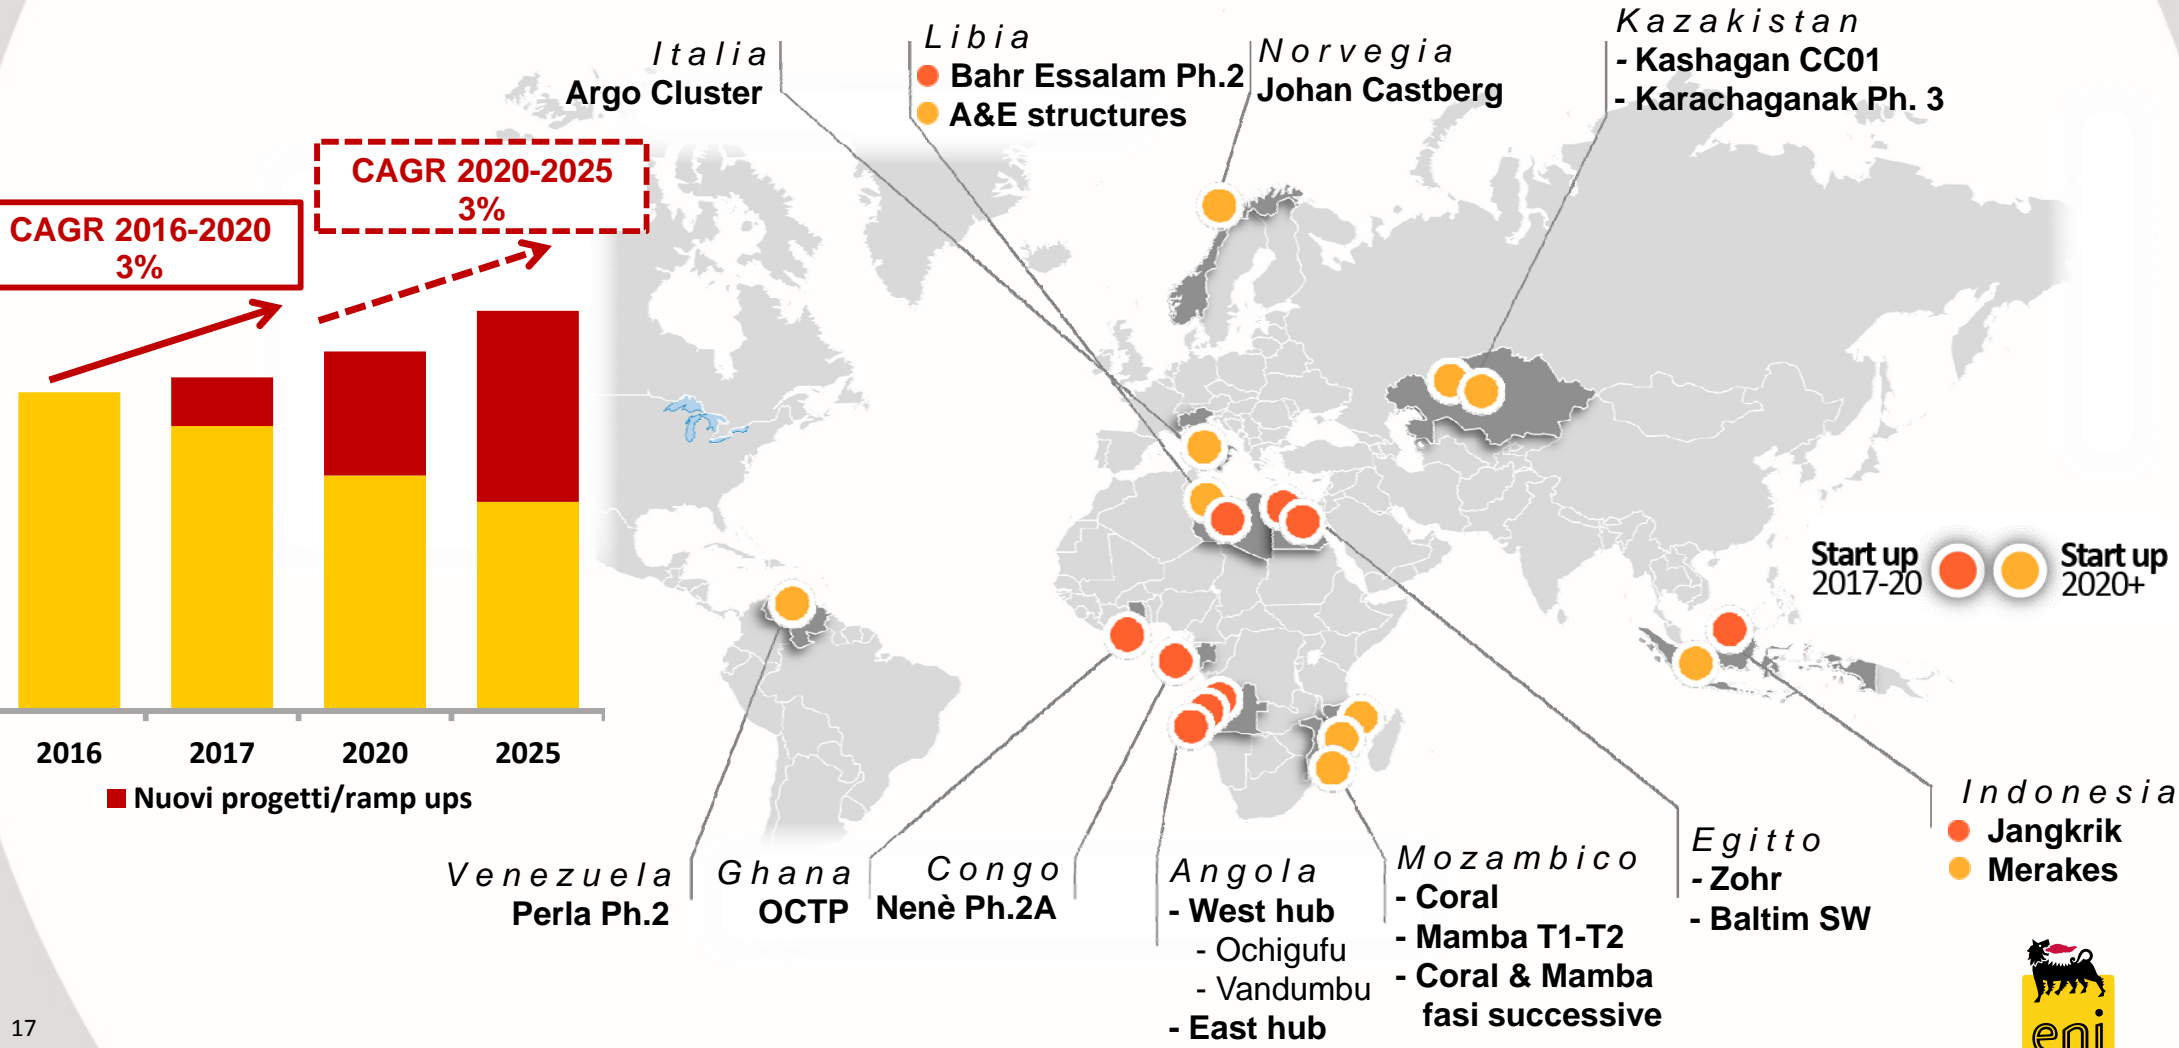 Italia
Argo Cluster
Libia
Bahr Essalam Ph.2
A&E structures
Norvegia
Johan Castberg
Kazakistan
- Kashagan CC01
- Karachaganak Ph. 3
CAGR 2020-2025
3%
CAGR 2016-2020
3%
2016 2017 2020 2025
Nuovi progetti/ramp ups
Start up
2017-20
Start up
2020+
Venezuela
Perla Ph.2
Ghana
OCTP
Congo
Nenè Ph.2A
Angola
- West hub
- Ochigufu
- Vandumbu
- East hub
Mozambico
- Coral
- Mamba T1-T2
- Coral & Mamba
fasi successive
Egitto
- Zohr
- Baltim SW
Indonesia
Jangkrik
Merakes
17
eni